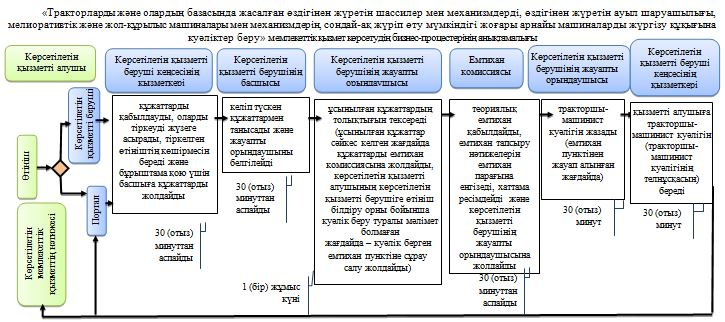 «Тракторларды және олардың базасында жасалған өздігінен жүретін шассилер мен механизмдерді, өздігінен жүретін ауыл шаруашылығы,
мелиоративтік және жол-құрылыс машиналары мен механизмдерін, сондай-ақ жүріп өту мүмкіндігі жоғары арнайы машиналарды жүргізу құқығына
куәліктер беру» мемлекеттік қызмет көрсетудің бизнес-процестерінің анықтамалығы
Көрсетілетін
қызметті алушы
Көрсетілетін қызметті
беруші кеңсесінің
қызметкері
Көрсетілетін қызметті
берушінің
басшысы
Көрсетілетін қызметті
берушінің жауапты
орындаушысы
Емтихан
комиссиясы
Көрсетілетін қызметті
берушінің жауапты
орындаушысы
Көрсетілетін қызметті
беруші кеңсесінің
қызметкері
Өтініш
Көрсетілетін
қызметті беруші
Портал
Көрсетілетін
мемлекеттік
қызметтің нәтижесі
құжаттарды
қабылдауды, оларды
тіркеуді жүзеге
асырады, тіркелген
өтініштің көшірмесін
береді және
бұрыштама қою үшін
басшыға құжаттарды
жолдайды
30 (отыз)
минуттан
аспайды
келіп түскен
құжаттармен
танысады және
жауапты
орындаушыны
белгілейді
30 (отыз)
минуттан
аспайды
ұсынылған құжаттардың
толықтығын тексереді
(ұсынылған құжаттар
сәйкес келген жағдайда
құжаттарды емтихан
комиссиясына жолдайды,
көрсетілетін қызметті
алушының көрсетілетін
қызметті берушіге өтініш
білдіру орны бойынша
куәлік беру туралы мәлімет
болмаған
жағдайда – куәлік берген
емтихан пунктіне сұрау
салу жолдайды)
1 (бір) жұмыс
күні
теориялық
емтихан
қабылдайды,
емтихан тапсыру
нәтижелерін
емтихан
парағына
енгізеді, хаттама
ресімдейді және
көрсетілетін
қызметті
берушінің
жауапты
орындаушысына
жолдайды
30 (отыз)
минуттан
аспайды
тракторшы-
машинист
куәлігін жазады
(емтихан
пунктінен
жауап алынған
жағдайда)
30 (отыз)
минут
қызметті алушыға
тракторшы-
машинист куәлігін
(тракторшы-
машинист
куәлігінің
телнұсқасын)
береді
30 (отыз)
минут